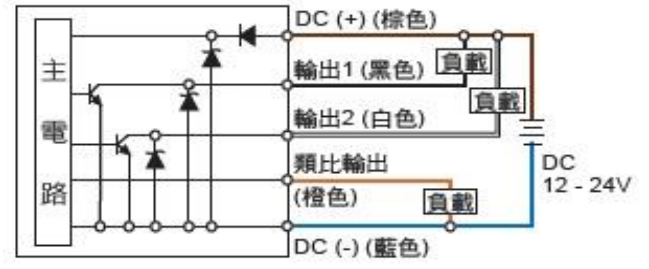 DC (+) (棕色)
主電路
輸出1 (黑色)
負載
負載
輸出2 (白色)
類比輸出
(橙色)
負載
DC
12 - 24V
DC (-) (藍色)